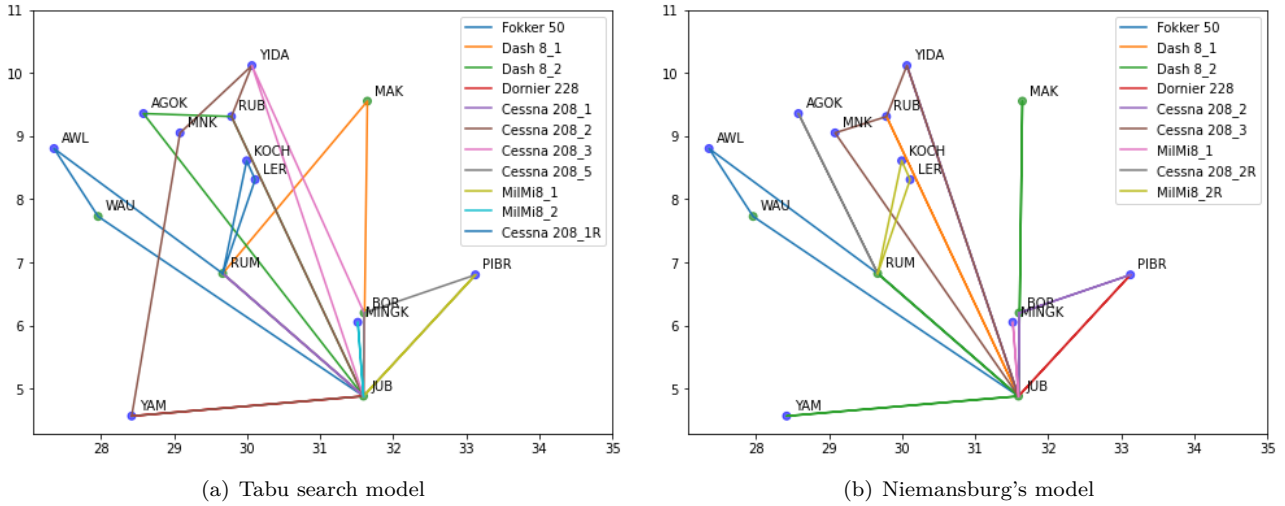 11
10
9
8
7
6
5
28
29
30
31
32
33
34
35
YIDA
MAK
AGOK
RUB
MNK
AWL
KOCH
LER
WAU
RUM
PIBR
BOR
MINGK
JUB
YAM
Fokker 50
Dash 8_1
Dash 8_2
Dornier 228
Cessna 208_1
Cessna 208_2
Cessna 208_3
Cessna 208_5
MilMi8_1
MilMi8_2
Cessna 208_1R
(a) Tabu search model
11
10
9
8
7
6
5
28
29
30
31
32
33
34
35
YIDA
MAK
AGOK
RUB
MNK
AWL
KOCH
LER
WAU
RUM
PIBR
BOR
MINGK
JUB
YAM
Fokker 50
Dash 8_1
Dash 8_2
Dornier 228
Cessna 208_2
Cessna 208_3
MilMi8_1
Cessna 208_2R
MilMi8_2R
(b) Niemansburg's model